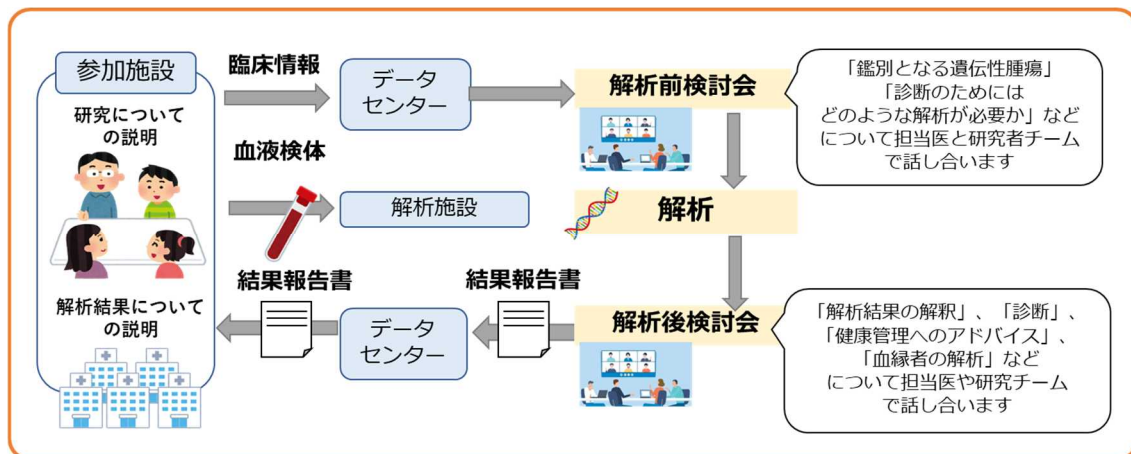 参加施設
研究について
の説明
解析結果について
の説明
臨床情報
血液検体
データ
センター
解析施設
解析前検討会
「鑑別となる遺伝性腫瘍」
「診断のためには
どのような解析が必要か」など
について担当医と研究者チーム
で話し合います
解析
解析後検討会
「解析結果の解釈」、「診断」、
「健康管理へのアドバイス」、
「血縁者の解析」など
について担当医や研究チーム
で話し合います
結果報告書
データ
センター
結果報告書